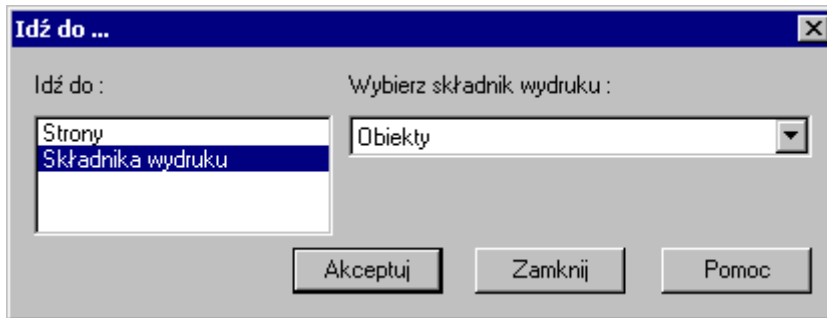 Idź do ...
Idź do :
Wybierz składnik wydruku :
Strony
Składnika wydruku
Obiekty
Akceptuj
Zamknij
Pomoc